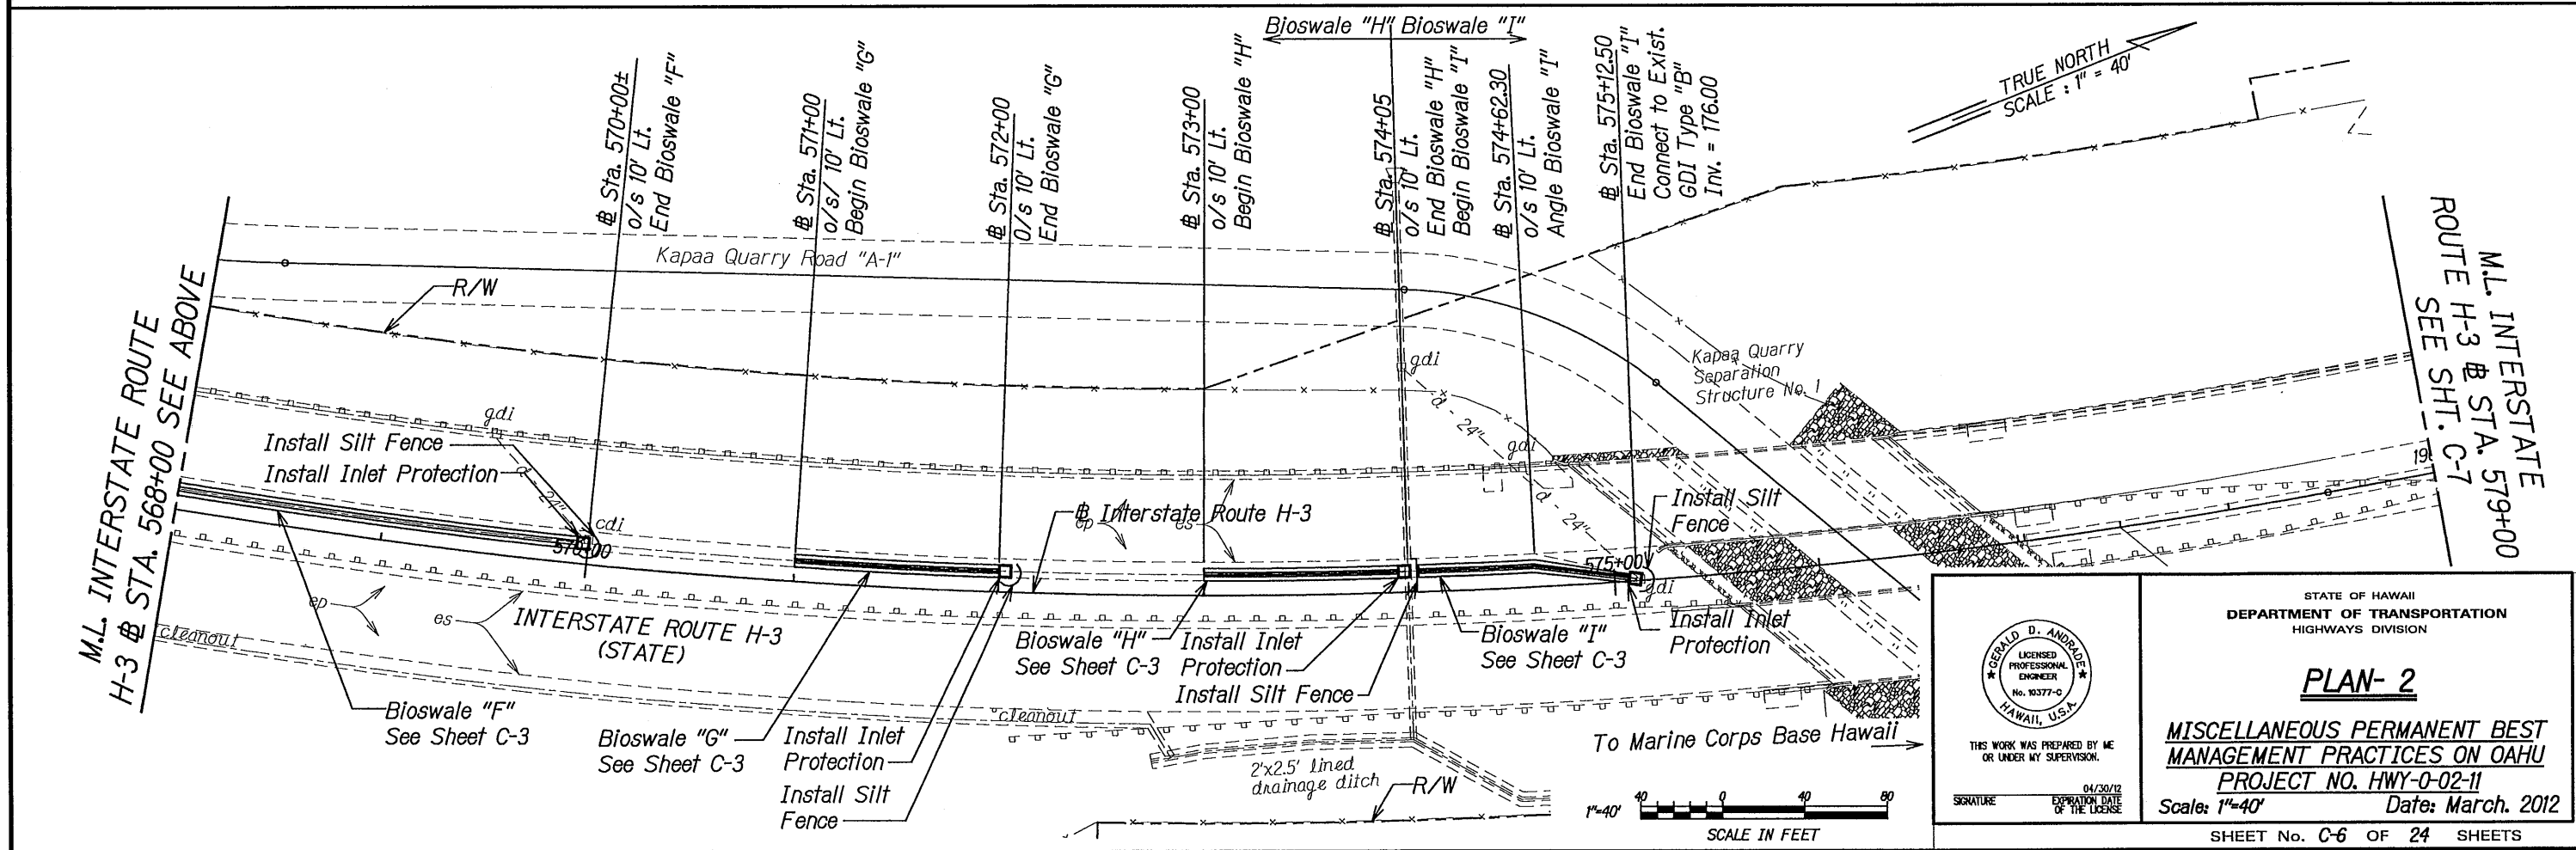 Bioswale "H" Bioswale "I"
TRUE NORTH
SCALE : 1" = 40'
℄ Sta. 570+00±
o/s 10' Lt.
End Bioswale "F"
℄ Sta. 571+00
o/s/ 10' Lt.
Begin Bioswale "G"
℄ Sta. 572+00
O/s 10' Lt.
End Bioswale "G"
℄ Sta. 573+00
o/s 10' Lt.
Begin Bioswale "H"
℄ Sta. 574+05
o/s 10' Lt.
End Bioswale "H"
Begin Bioswale "I"
℄ Sta. 574+62.30
o/s 10' Lt.
Angle Bioswale "I"
℄ Sta. 575+12.50
End Bioswale "I"
Connect to Exist.
GDI Type "B"
Inv. = 176.00
M.L. INTERSTATE ROUTE
H-3 ℄ STA. 568+00 SEE ABOVE
Kapaa Quarry Road "A-1"
R/W
gdi
Install Silt Fence
Install Inlet Protection
d - 24"
cdi
570+00
℄ Interstate Route H-3
ep
es
gdi
d - 24"
gdi
d - 24"
Kapaa Quarry
Separation
Structure No. 1
Install Silt
Fence
575+00
gdi
Install Inlet
Protection
M.L. INTERSTATE
ROUTE H-3 ℄ STA. 579+00
SEE SHT. C-7
ep
es
INTERSTATE ROUTE H-3
(STATE)
cleanout
Bioswale "F"
See Sheet C-3
Bioswale "G"
See Sheet C-3
Install Inlet
Protection
Install Silt
Fence
cleanout
Bioswale "H"
See Sheet C-3
Install Inlet
Protection
Install Silt Fence
Bioswale "I"
See Sheet C-3
2'x2.5' lined
drainage ditch
R/W
To Marine Corps Base Hawaii
1"=40'
40 0 40 80
SCALE IN FEET
GERALD D. ANDRADE
LICENSED
PROFESSIONAL
ENGINEER
No. 10377-C
HAWAII, U.S.A.
THIS WORK WAS PREPARED BY ME
OR UNDER MY SUPERVISION.
04/30/12
SIGNATURE EXPIRATION DATE
OF THE LICENSE
STATE OF HAWAII
DEPARTMENT OF TRANSPORTATION
HIGHWAYS DIVISION
PLAN- 2
MISCELLANEOUS PERMANENT BEST
MANAGEMENT PRACTICES ON OAHU
PROJECT NO. HWY-O-02-11
Scale: 1"=40' Date: March. 2012
SHEET No. C-6 OF 24 SHEETS